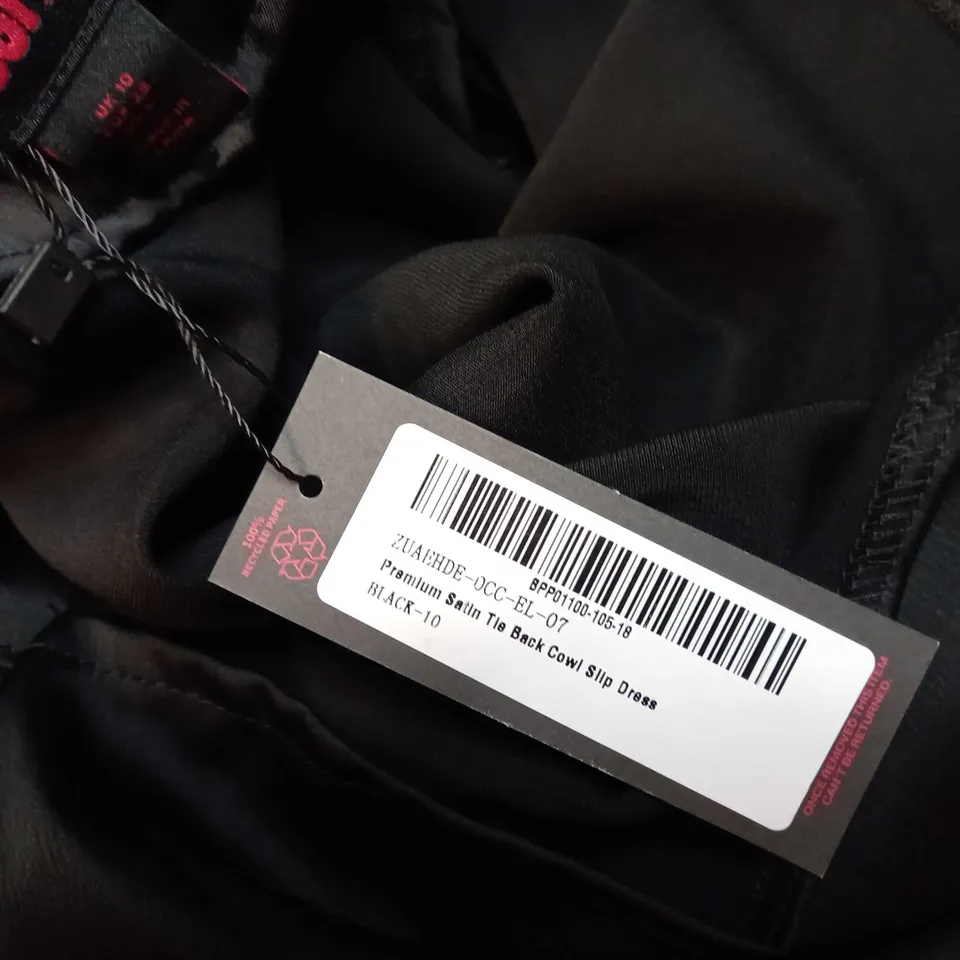 UK 10
100%
RECYCLED PAPER
BPP01100-105-18
ZUAEHDE-OCC-EL-07
Premium Satin Tie Back Cowl Slip Dress
BLACK-10
ONCE REMOVED THIS ITEM
CAN'T BE RETURNED.